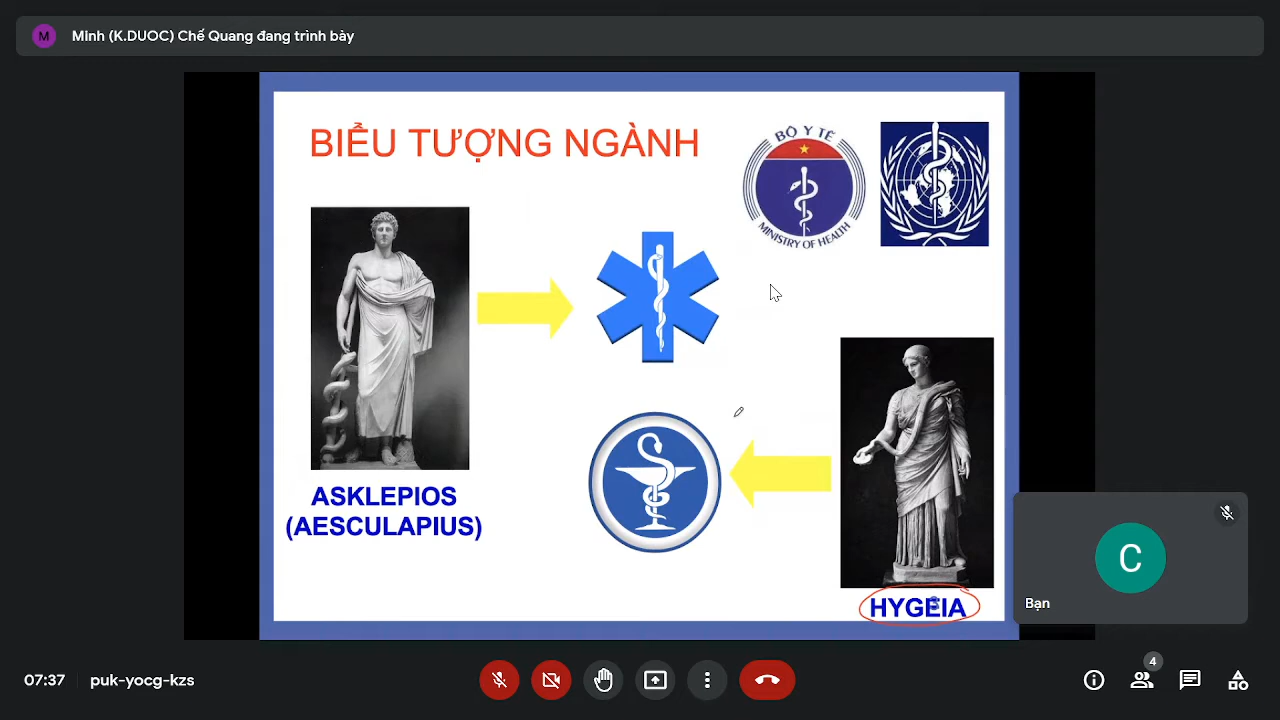 M
Minh (K.DUOC) Chế Quang đang trình bày
BIỂU TƯỢNG NGÀNH
BỘ Y TẾ
MINISTRY OF HEALTH
ASKLEPIOS
(AESCULAPIUS)
HYGEIA
C
Bạn
07:37
puk-yocg-kzs
4